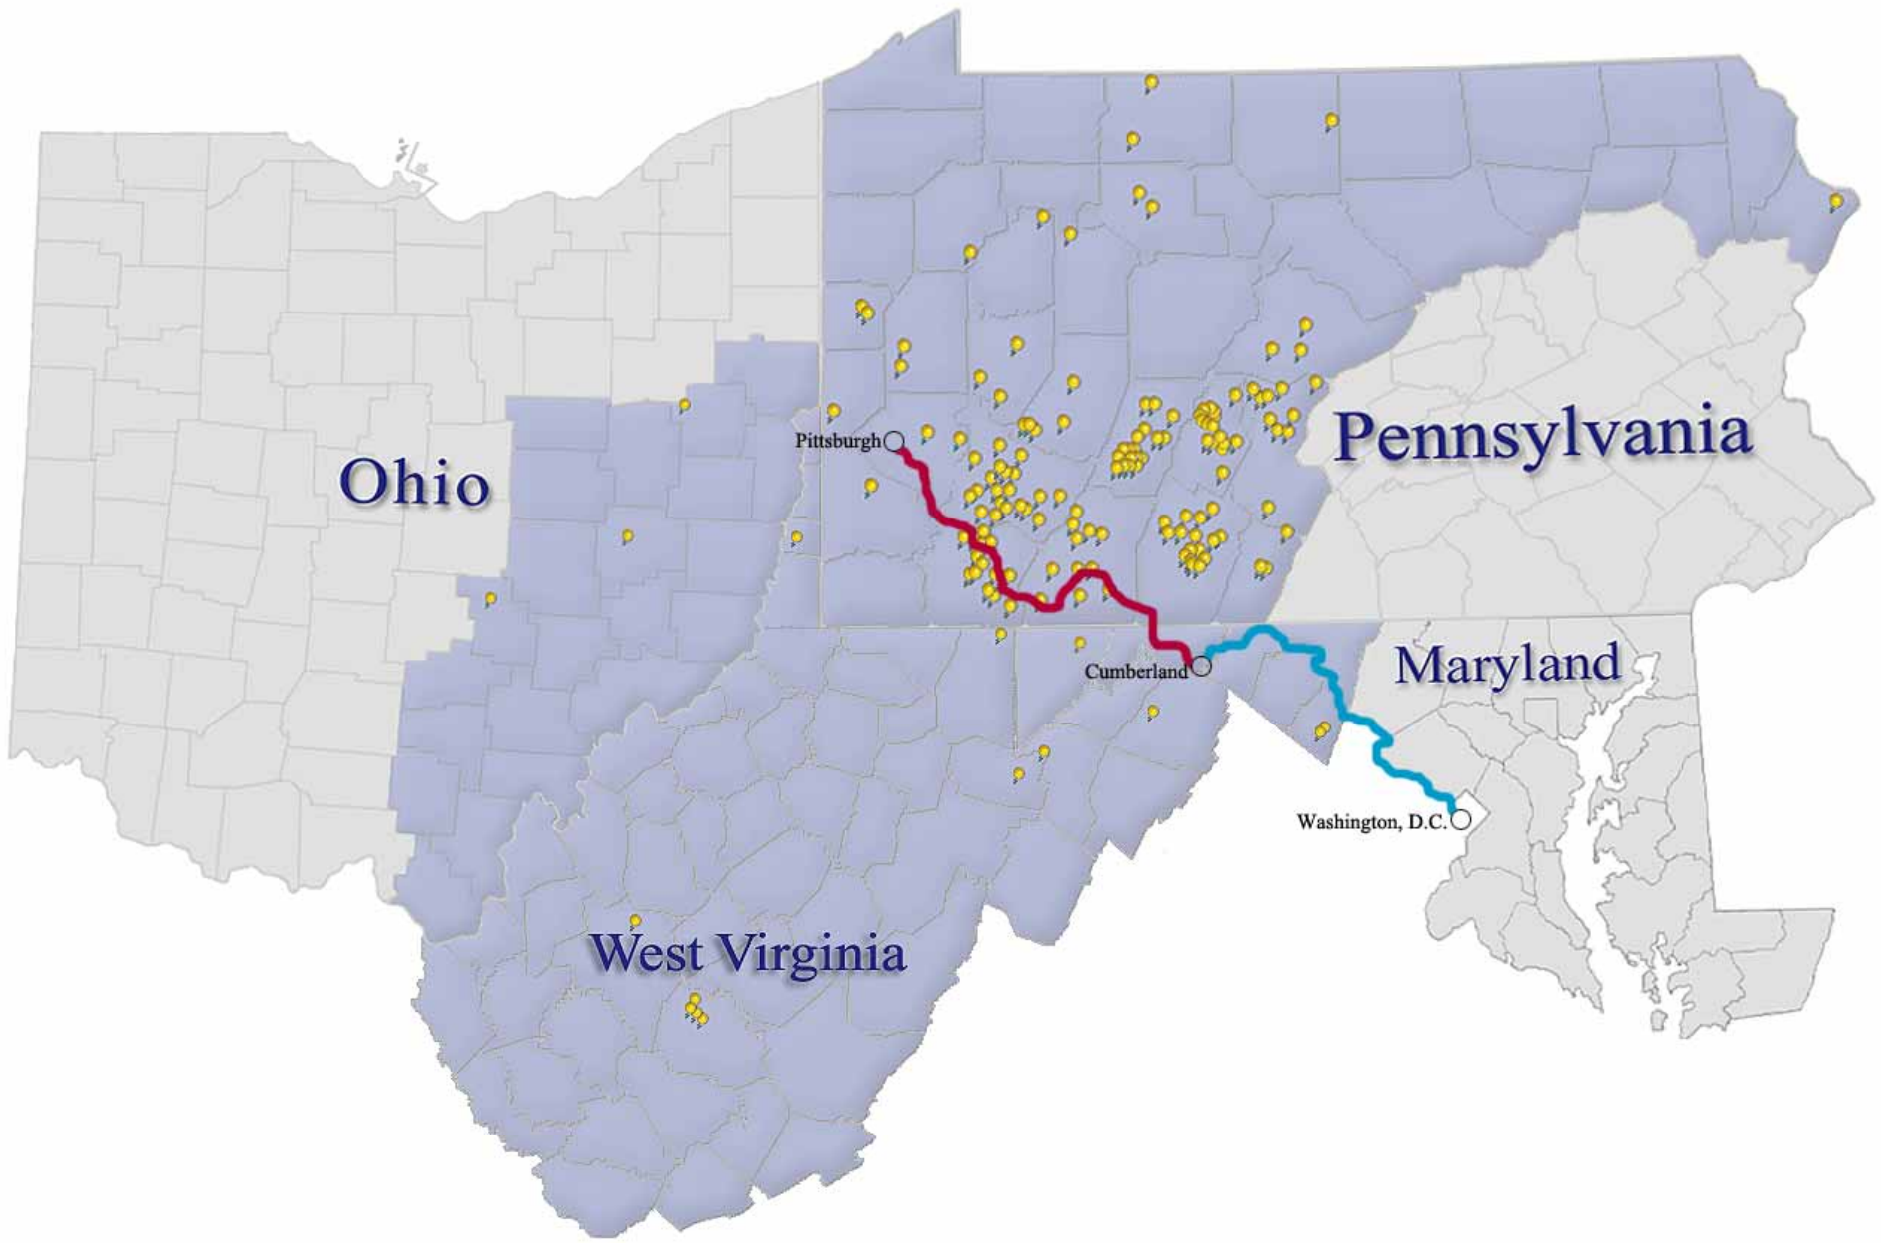 Pennsylvania
Pittsburgh
Ohio
Maryland
Cumberland
Washington, D.C.
West Virginia